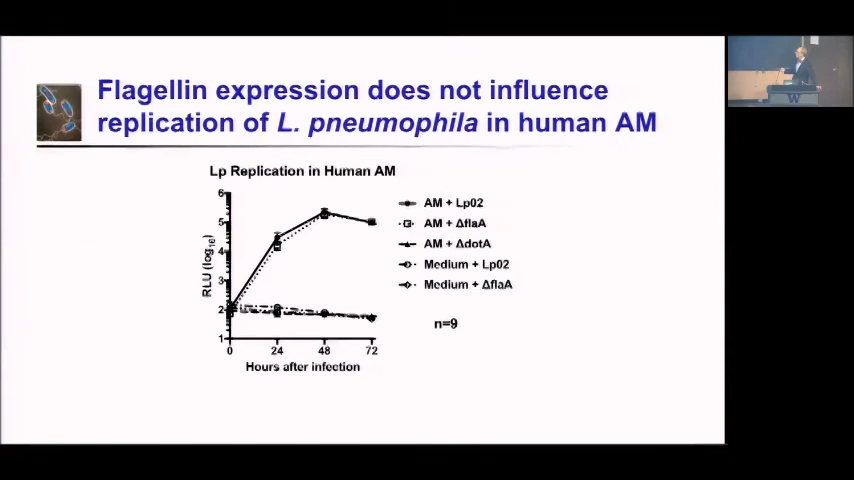 Flagellin expression does not influence
replication of L. pneumophila in human AM
Lp Replication in Human AM
RLU (log10)
6
5
4
3
2
1
0
24
48
72
Hours after infection
AM + Lp02
AM + ΔflaA
AM + ΔdotA
Medium + Lp02
Medium + ΔflaA
n=9
W